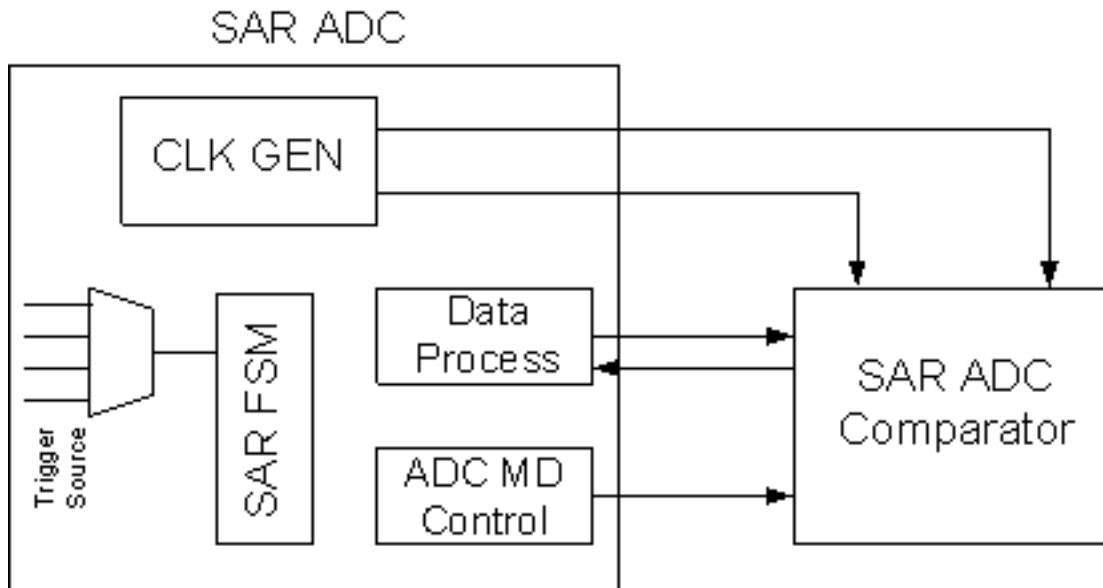 SAR ADC
CLK GEN
Trigger
Source
SAR FSM
Data
Process
ADC MD
Control
SAR ADC
Comparator